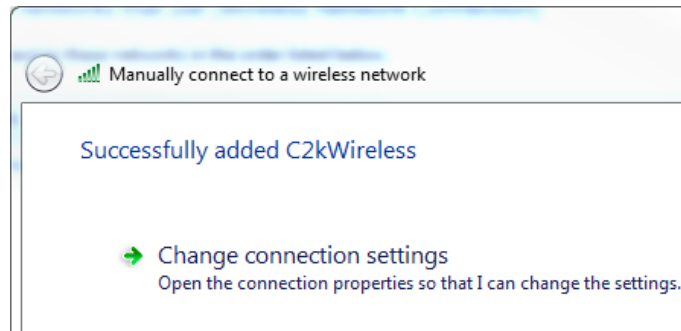 Manually connect to a wireless network
Successfully added C2kWireless
Change connection settings
Open the connection properties so that I can change the settings.